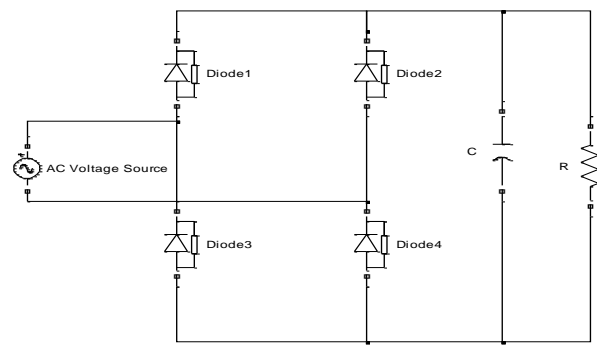 Diode1
Diode2
C
R
AC Voltage Source
Diode3
Diode4